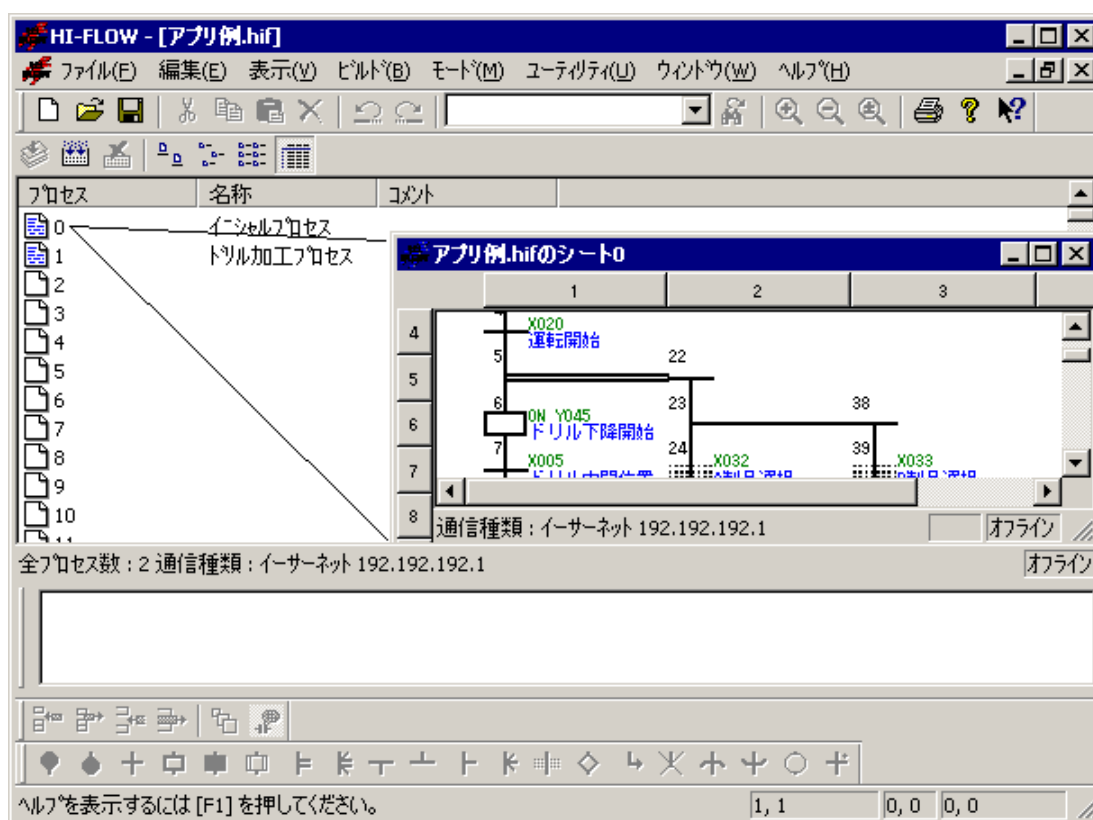 HI-FLOW - [アプリ例.hif]
ファイル(F) 編集(E) 表示(V) ビルド(B) モード(M) ユーティリティ(U) ウィンドウ(W) ヘルプ(H)
プロセス 名称 コメント
0 イニシャルプロセス
1 ドリル加工プロセス
2
3
4
5
6
7
8
9
10
アプリ例.hifのシート0
1 2 3
4 X020
運転開始
5 5 22
6 6 ON Y045 23 38
ドリル下降開始
7 7 X005 24 X032 39 X033
8
通信種類:イーサーネット 192.192.192.1 オフライン
全プロセス数:2 通信種類:イーサーネット 192.192.192.1 オフライン
ヘルプを表示するには [F1] を押してください。 1, 1 0, 0 0, 0